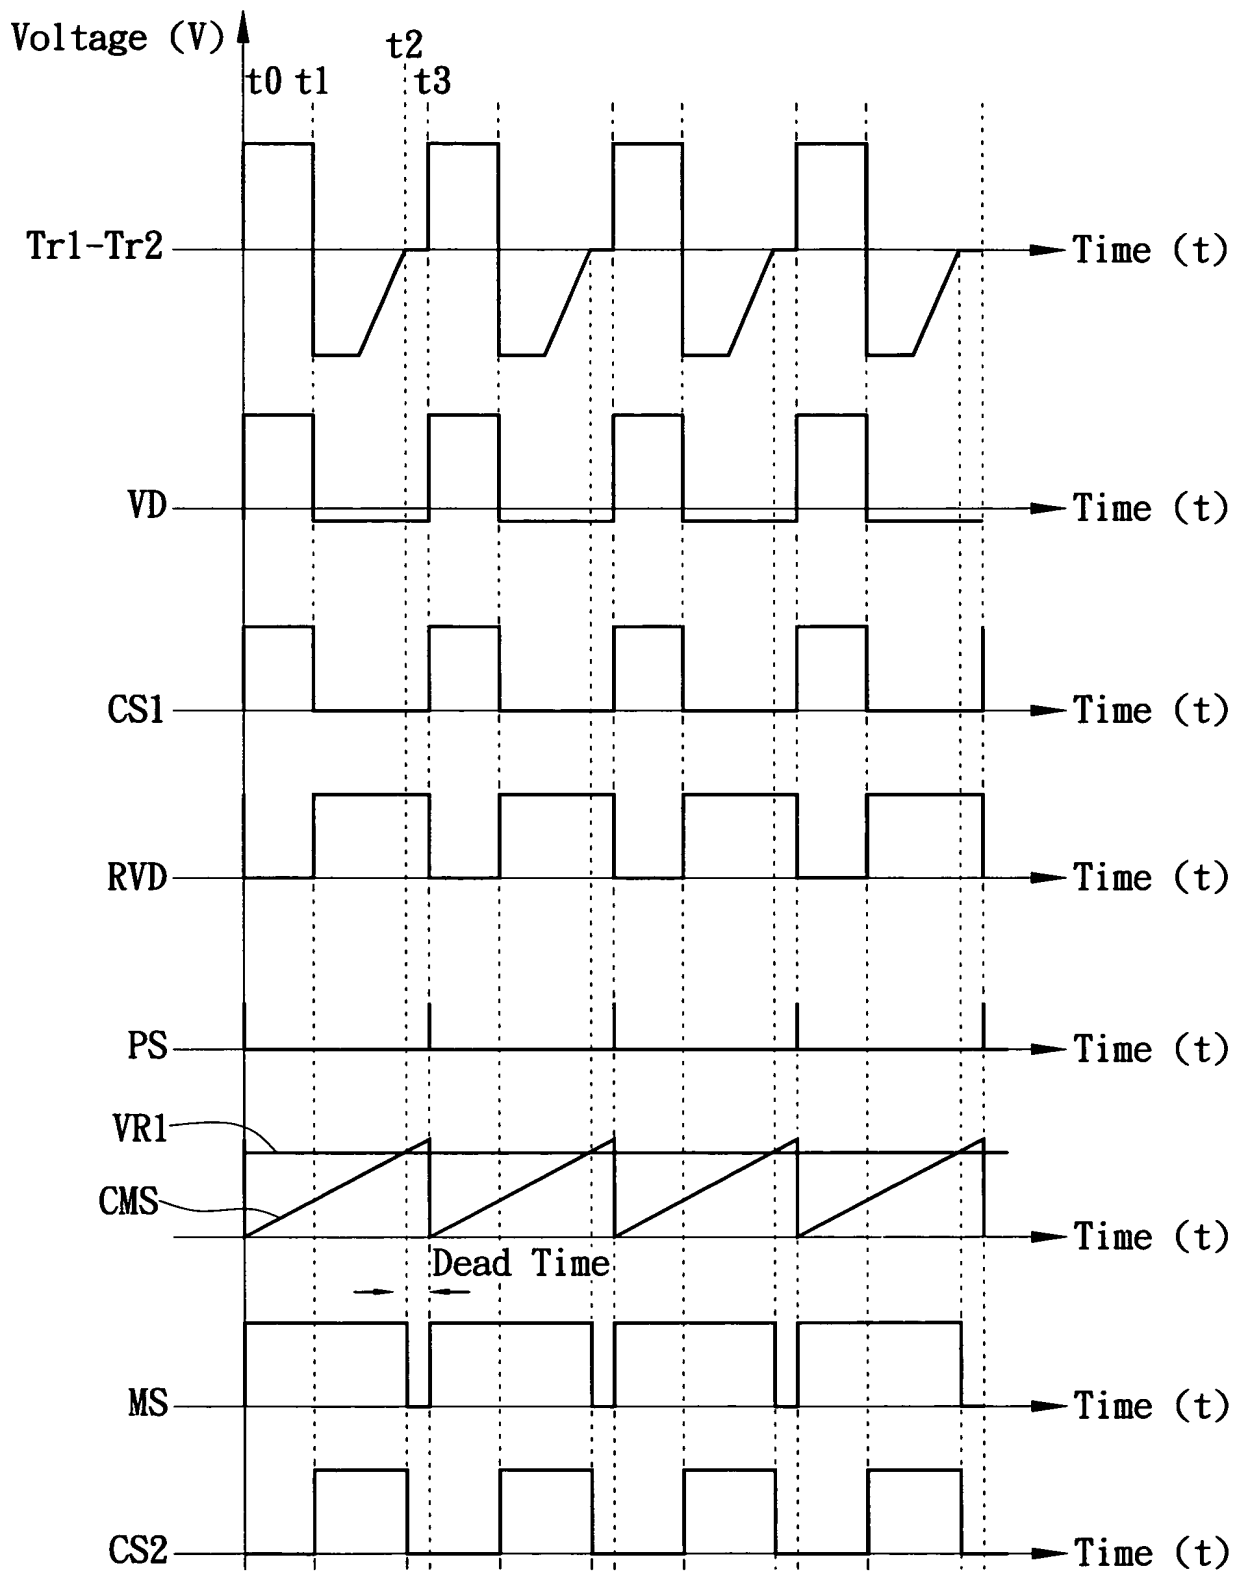 Voltage (V)
t2
t0 t1 t3
Tr1-Tr2 Time (t)
VD Time (t)
CS1 Time (t)
RVD Time (t)
PS Time (t)
VR1
CMS
Time (t)
Dead Time
MS Time (t)
CS2 Time (t)